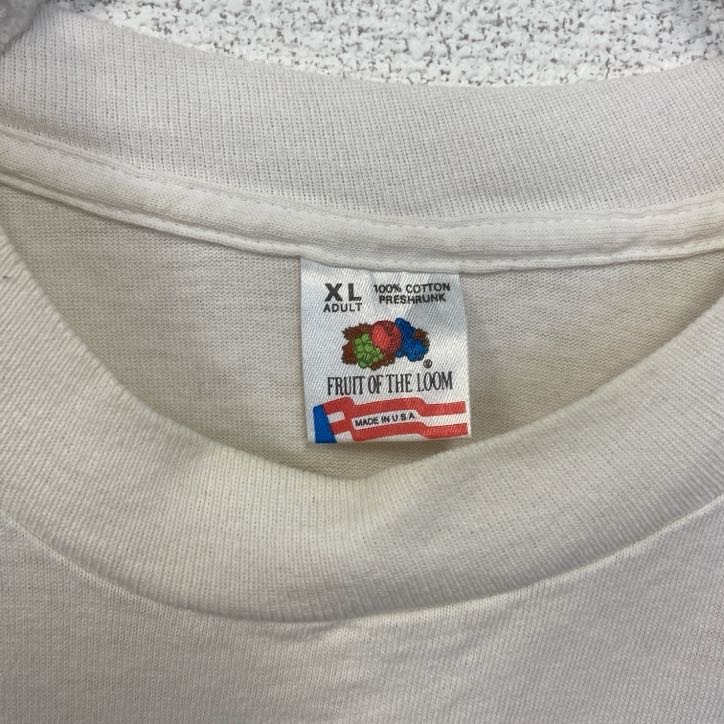 XL 100% COTTON
ADULT PRESHRUNK
®
FRUIT OF THE LOOM
MADE IN U.S.A.